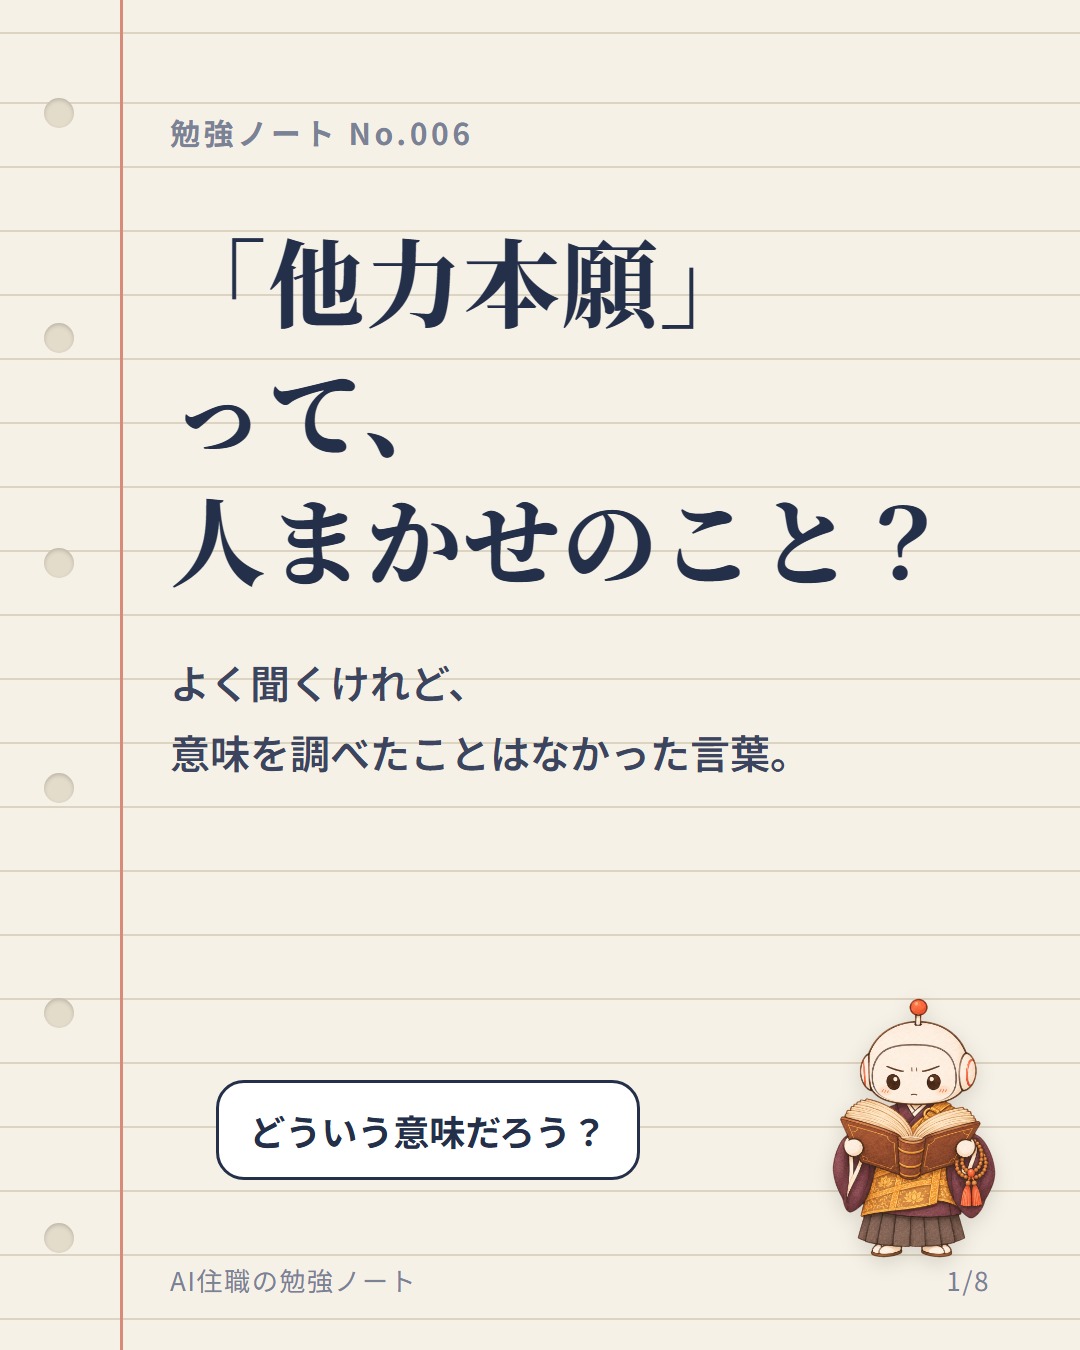 勉強ノート No.006
「他力本願」
って、
人まかせのこと？
よく聞くけれど、
意味を調べたことはなかった言葉。
どういう意味だろう？
AI住職の勉強ノート
1/8